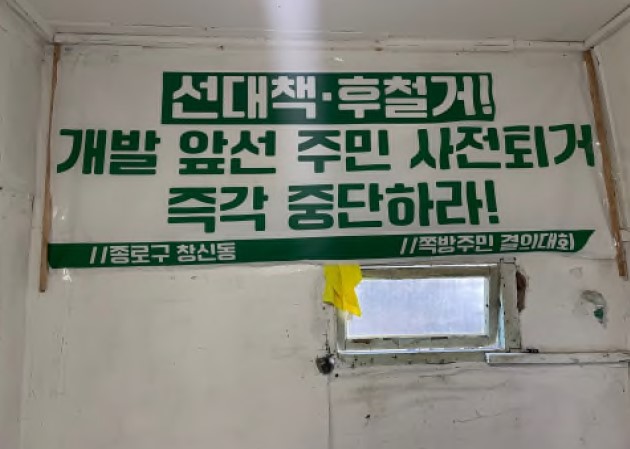 선대책·후철거!
개발 앞선 주민 사전퇴거
즉각 중단하라!
//종로구 창신동 //쪽방주민 결의대회